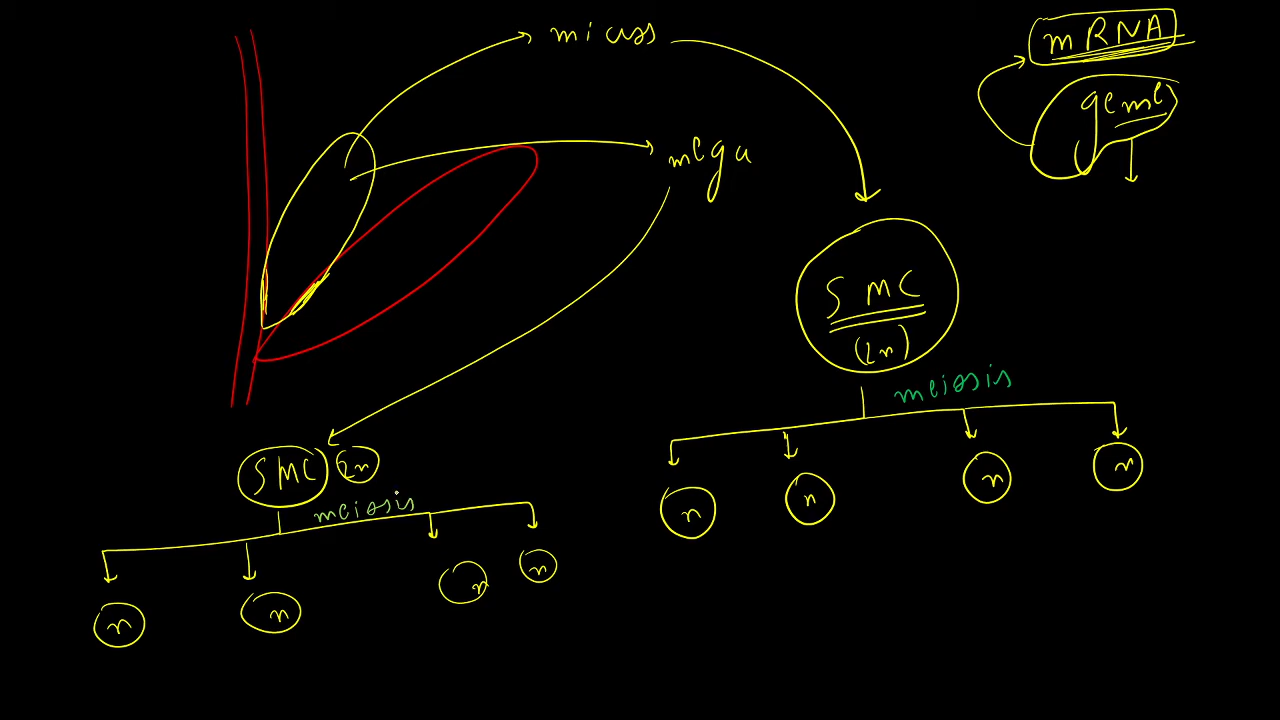 micro
mRNA
gene
mega
SMC
(2n)
meiosis
SMC
2n
meiosis
n
n
n
n
n
n
n
n